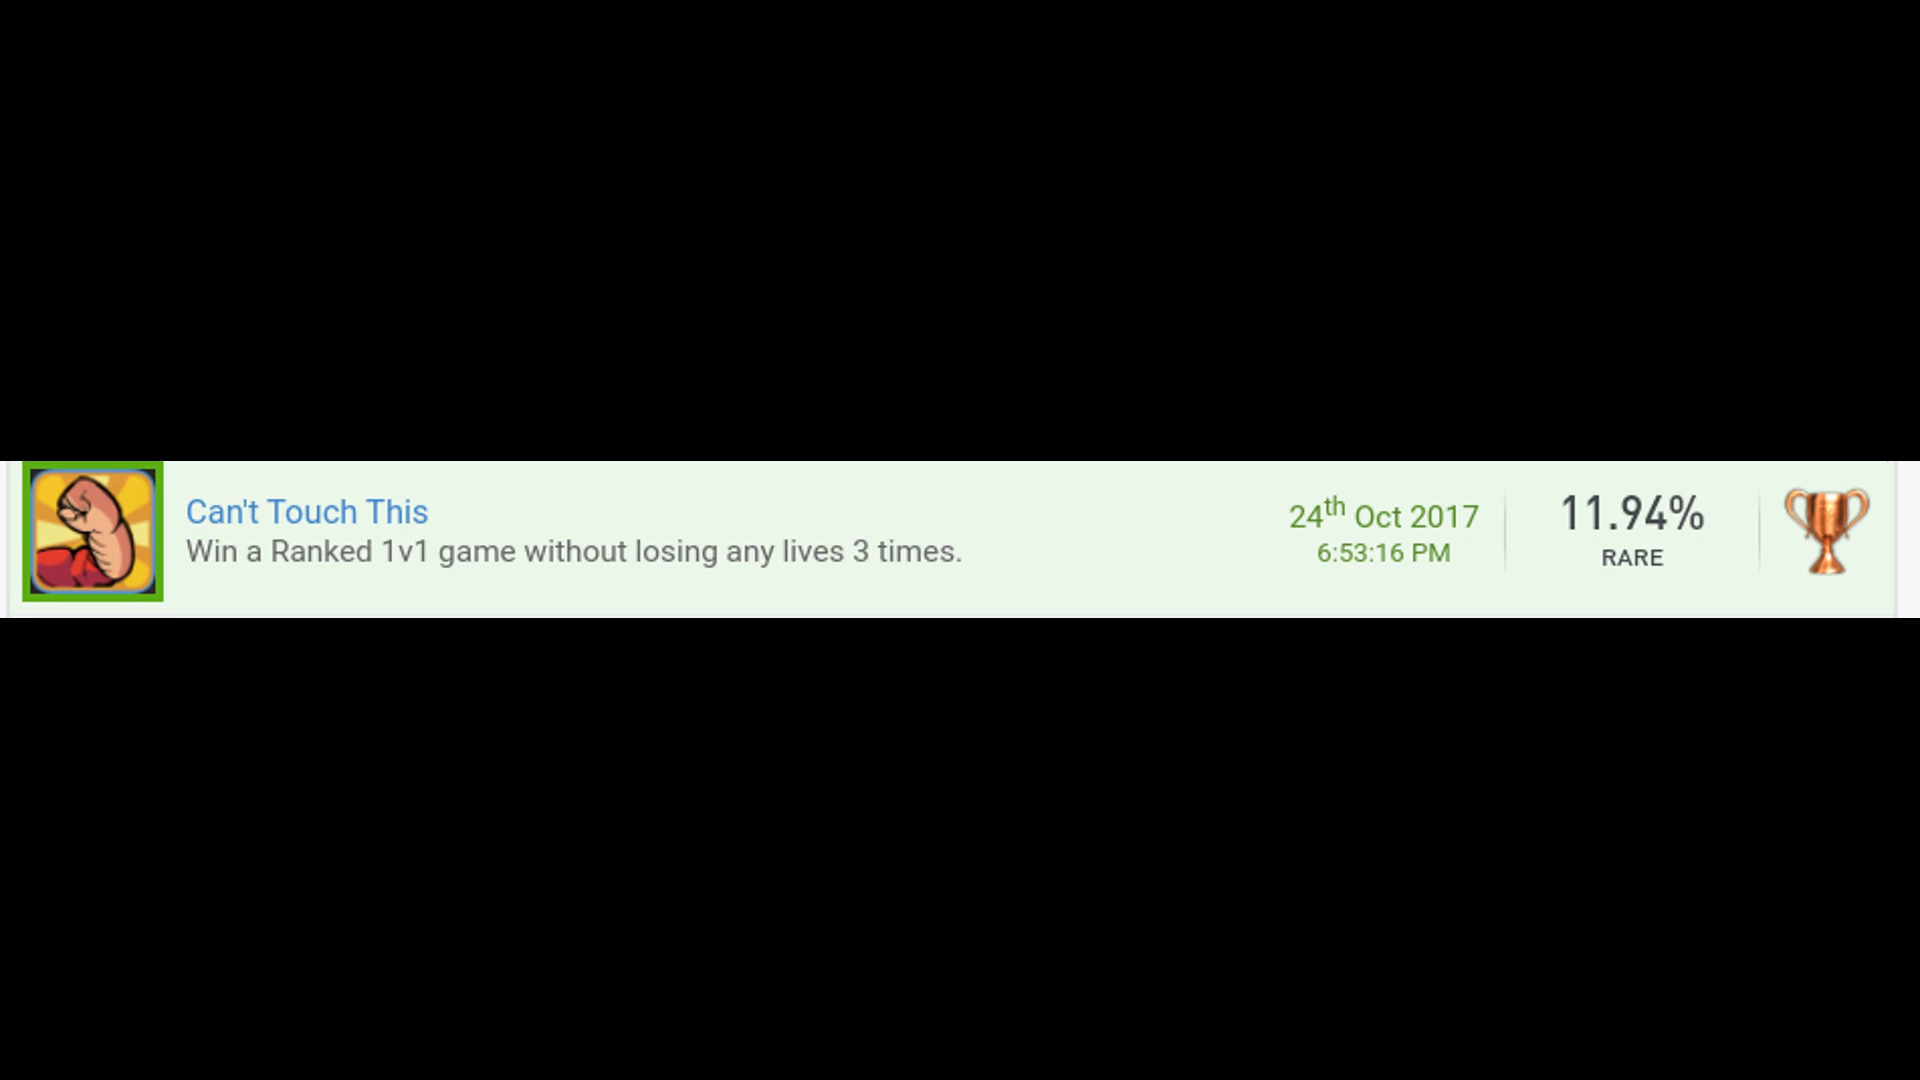 Can't Touch This
Win a Ranked 1v1 game without losing any lives 3 times.
24th Oct 2017
6:53:16 PM
11.94%
RARE